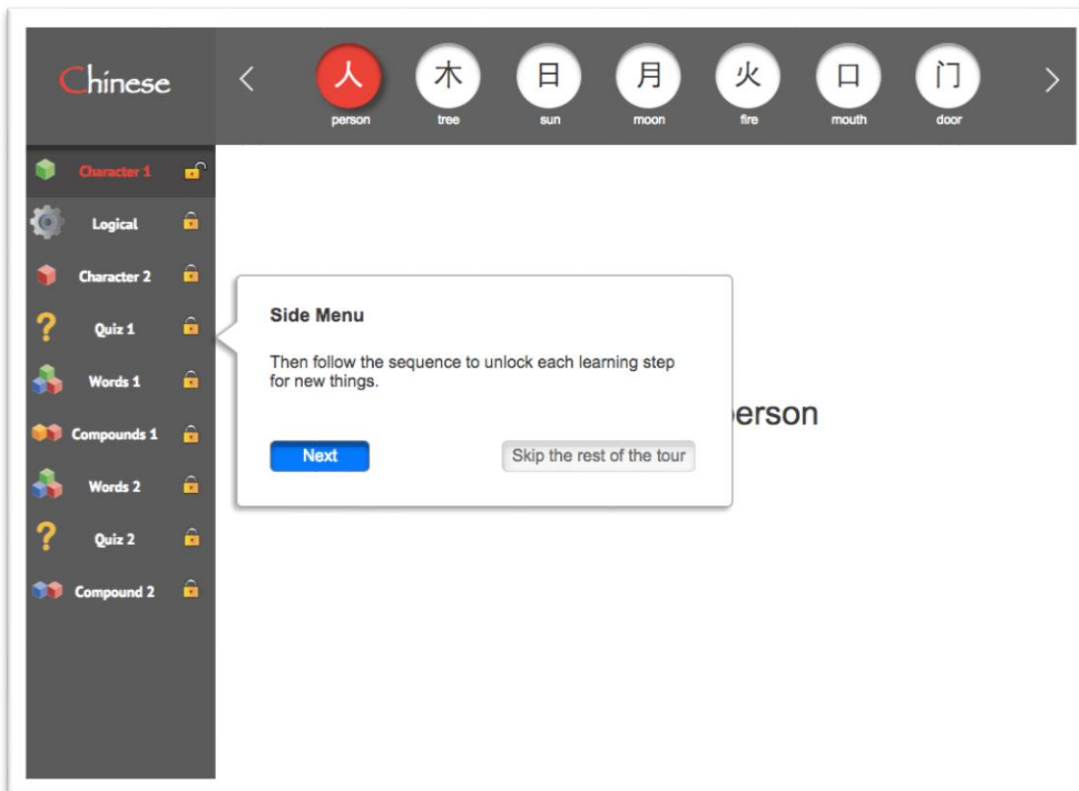 Chinese
人 木 日 月 火 口 门
person tree sun moon fire mouth door
Character 1
Logical
Character 2
Quiz 1
Words 1
Compounds 1
Words 2
Quiz 2
Compound 2
Side Menu
Then follow the sequence to unlock each learning step
for new things.
Next Skip the rest of the tour
erson